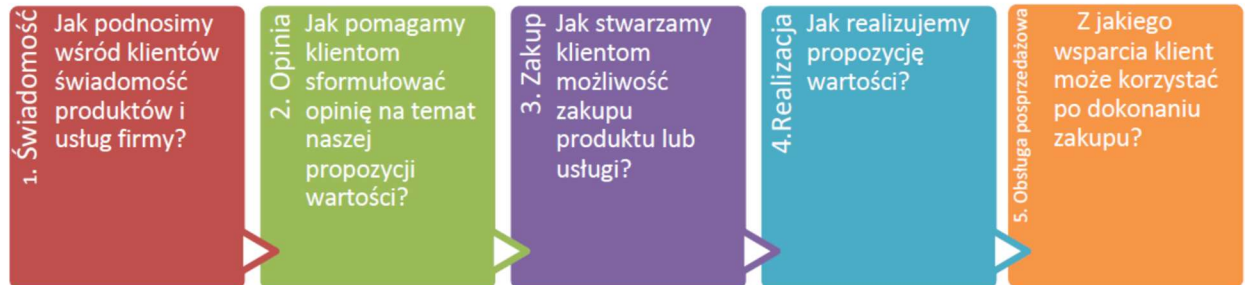 1. Świadomość
Jak podnosimy
wśród klientów
świadomość
produktów i
usług firmy?
2. Opinia
Jak pomagamy
klientom
sformułować
opinię na temat
naszej
propozycji
wartości?
3. Zakup
Jak stwarzamy
klientom
możliwość
zakupu
produktu lub
usługi?
4.Realizacja
Jak realizujemy
propozycję
wartości?
5. Obsługa posprzedażowa
Z jakiego
wsparcia klient
może korzystać
po dokonaniu
zakupu?